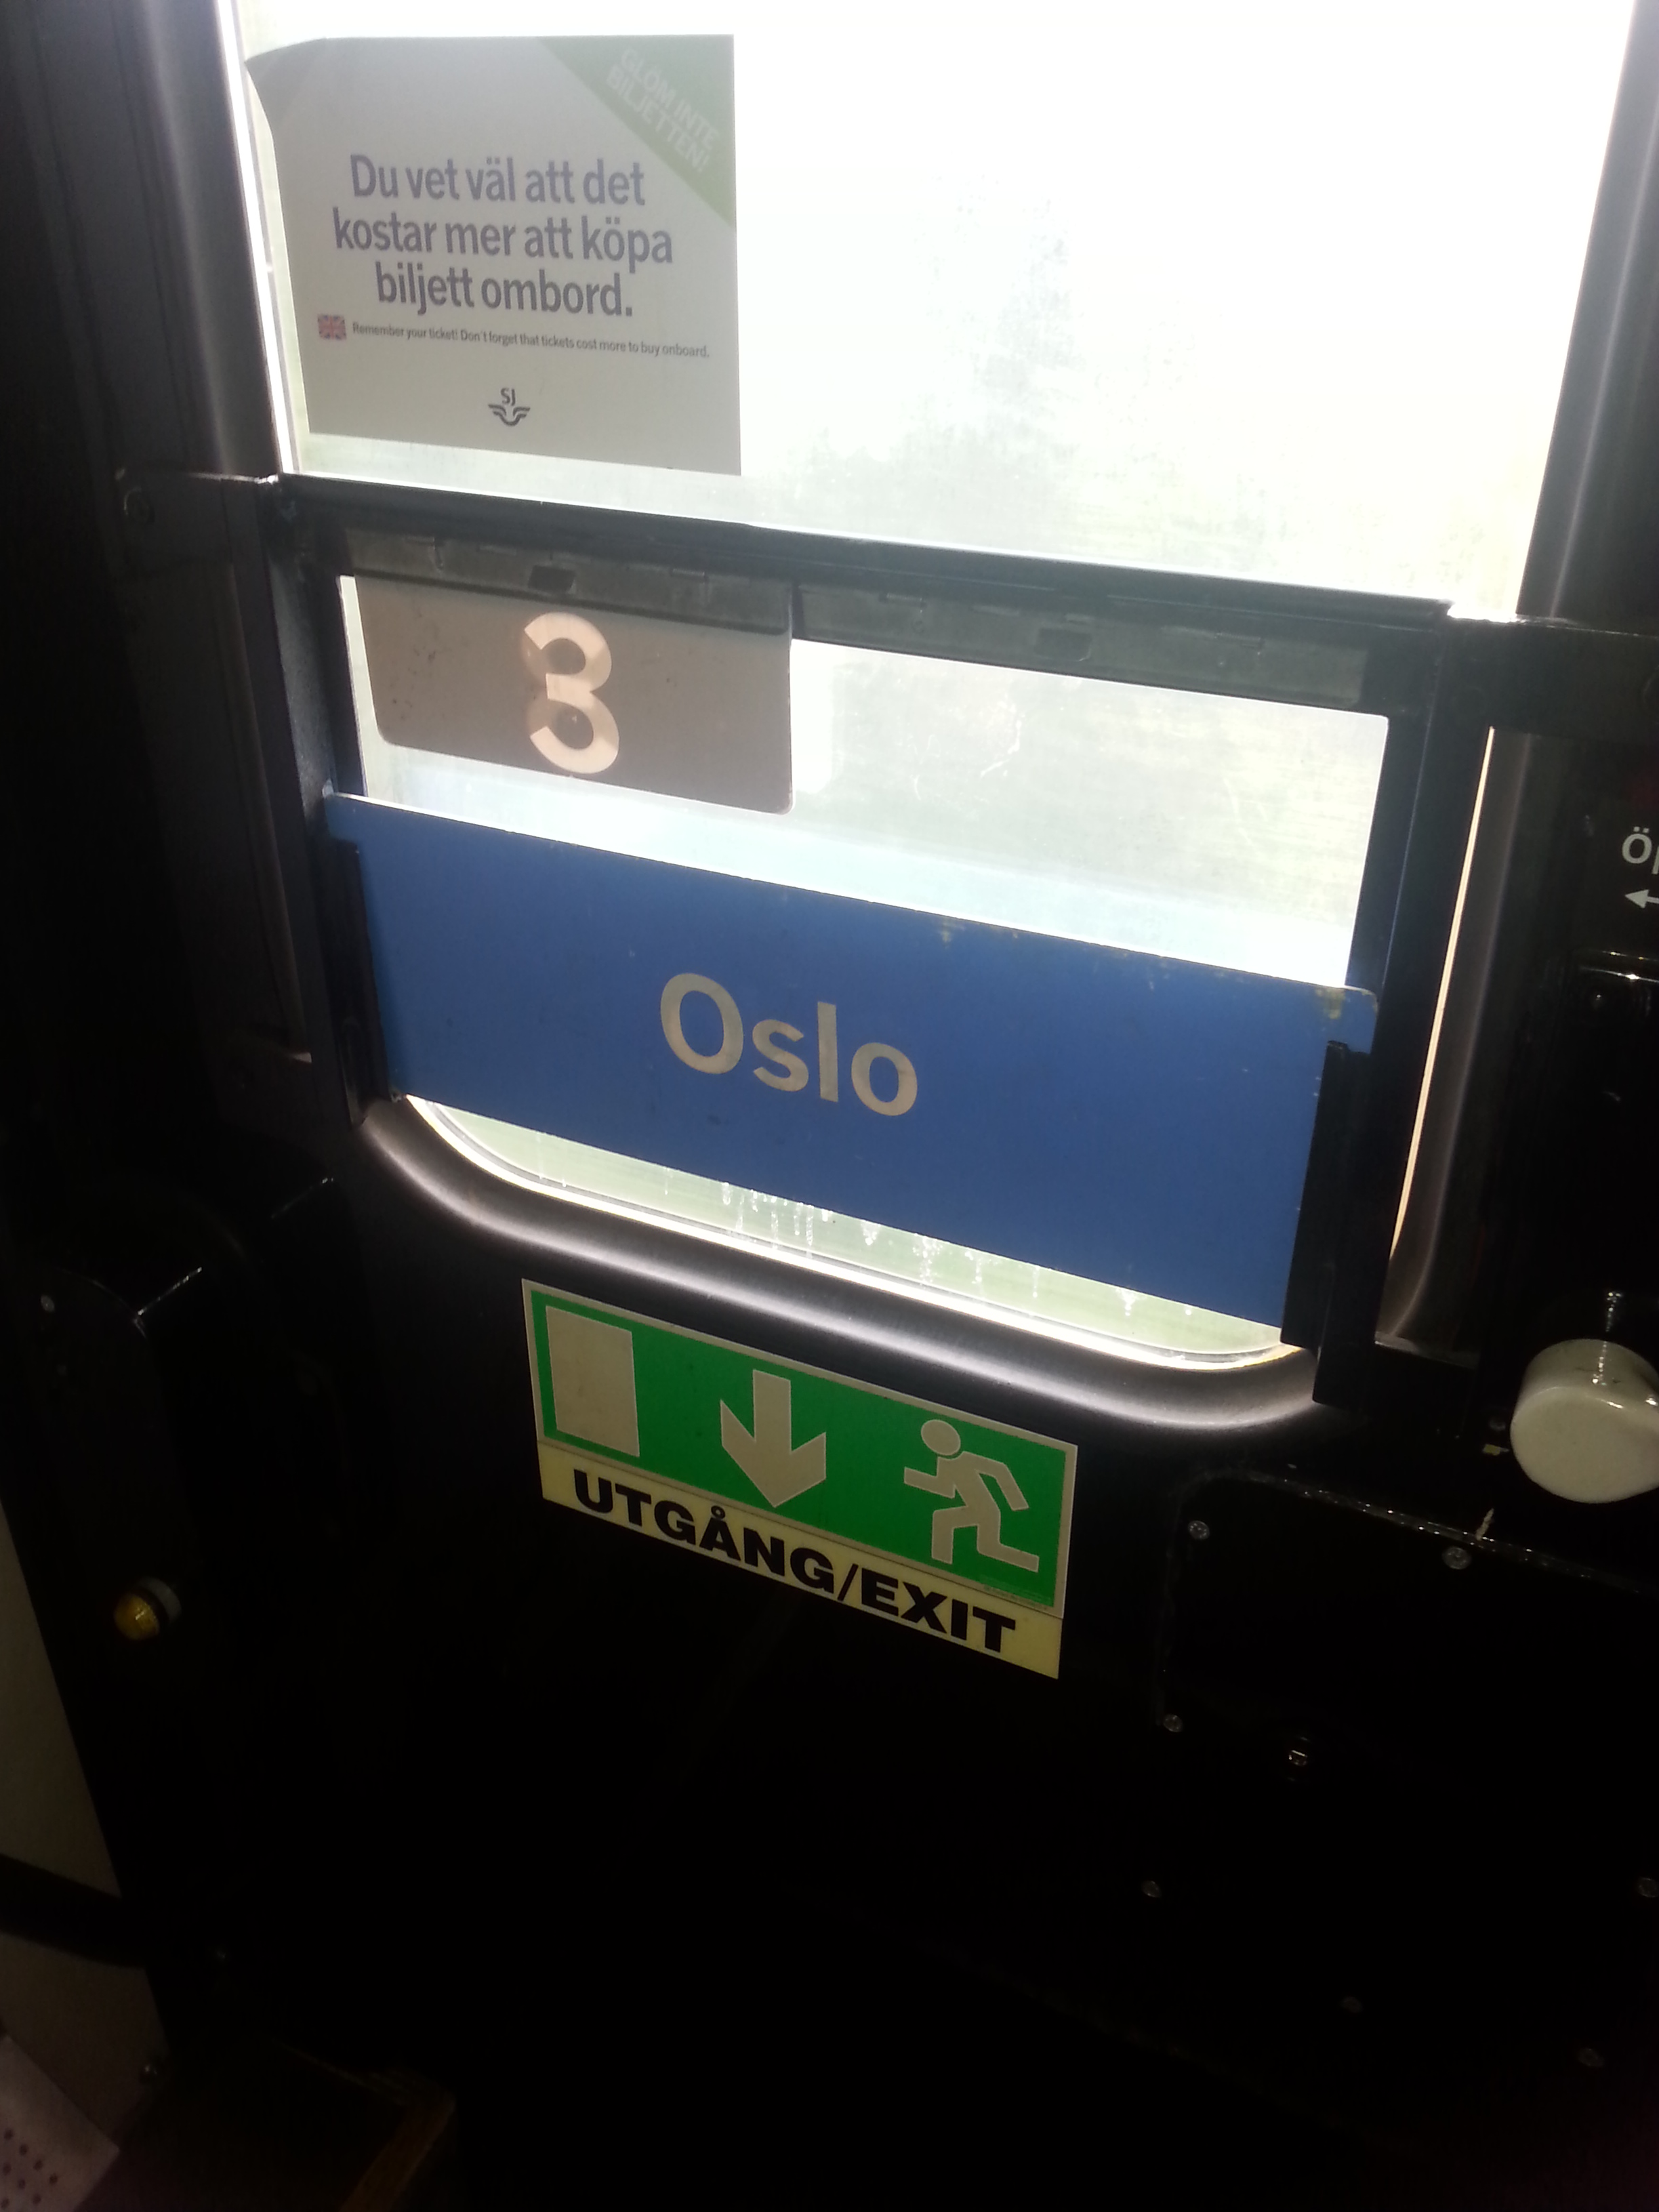 GLÖM INTE
BILJETTEN!
Du vet väl att det
kostar mer att köpa
biljett ombord.
Remember your ticket! Don't forget that tickets cost more to buy onboard.
SJ
3
Oslo
UTGÅNG/EXIT